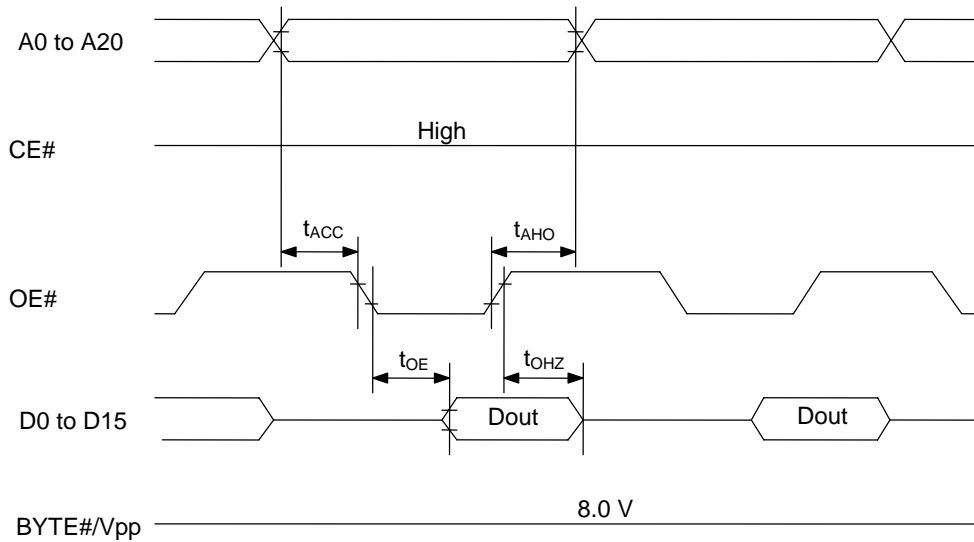 A0 to A20
High
CE#
tACC
tAHO
OE#
tOE
tOHZ
D0 to D15
Dout
Dout
8.0 V
BYTE#/Vpp